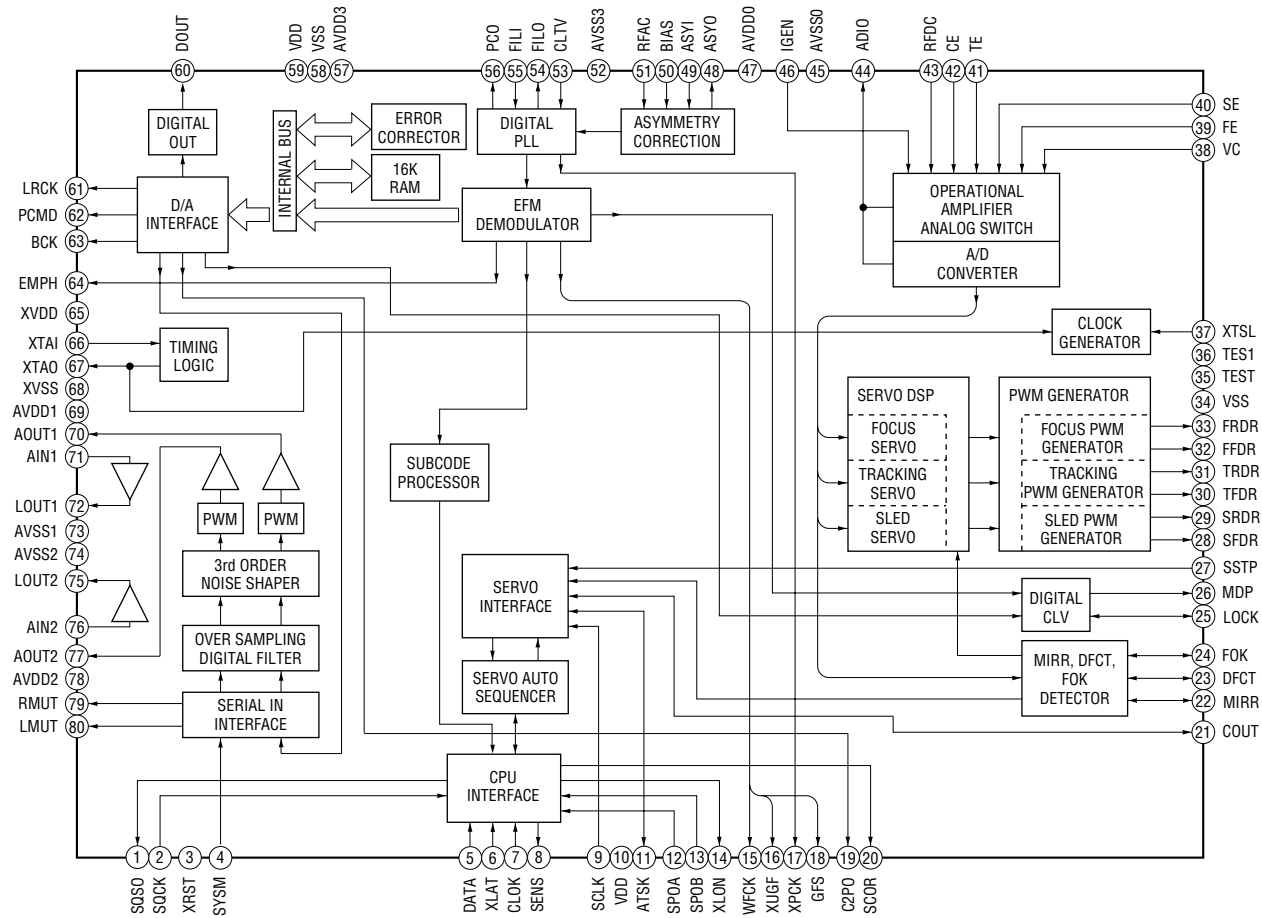 DOUT
VDD
VSS
AVDD3
PCO
FILI
FILO
CLTV
AVSS3
RFAC
BIAS
ASYI
ASYO
AVDD0
IGEN
AVSS0
ADIO
RFDC
CE
TE
60
59
58
57
56
55
54
53
52
51
50
49
48
47
46
45
44
43
42
41
40 SE
39 FE
38 VC
DIGITAL
OUT
INTERNAL BUS
ERROR
CORRECTOR
16K
RAM
DIGITAL
PLL
ASYMMETRY
CORRECTION
LRCK 61
PCMD 62
BCK 63
D/A
INTERFACE
EFM
DEMODULATOR
OPERATIONAL
AMPLIFIER
ANALOG SWITCH
A/D
CONVERTER
EMPH 64
XVDD 65
XTAI 66
XTAO 67
XVSS 68
AVDD1 69
AOUT1 70
AIN1 71
LOUT1 72
AVSS1 73
AVSS2 74
LOUT2 75
AIN2 76
AOUT2 77
AVDD2 78
RMUT 79
LMUT 80
TIMING
LOGIC
CLOCK
GENERATOR
37 XTSL
36 TES1
35 TEST
34 VSS
33 FRDR
32 FFDR
31 TRDR
30 TFDR
29 SRDR
28 SFDR
27 SSTP
26 MDP
25 LOCK
24 FOK
23 DFCT
22 MIRR
21 COUT
SERVO DSP
FOCUS
SERVO
TRACKING
SERVO
SLED
SERVO
PWM GENERATOR
FOCUS PWM
GENERATOR
TRACKING
PWM GENERATOR
SLED PWM
GENERATOR
SUBCODE
PROCESSOR
PWM
PWM
3rd ORDER
NOISE SHAPER
OVER SAMPLING
DIGITAL FILTER
SERIAL IN
INTERFACE
SERVO
INTERFACE
SERVO AUTO
SEQUENCER
CPU
INTERFACE
DIGITAL
CLV
MIRR, DFCT,
FOK
DETECTOR
1
2
3
4
5
6
7
8
9
10
11
12
13
14
15
16
17
18
19
20
SQSO
SQCK
XRST
SYSM
DATA
XLAT
CLOK
SENS
SCLK
VDD
ATSK
SPOA
SPOB
XLON
WFCK
XUGF
XPCK
GFS
C2PO
SCOR